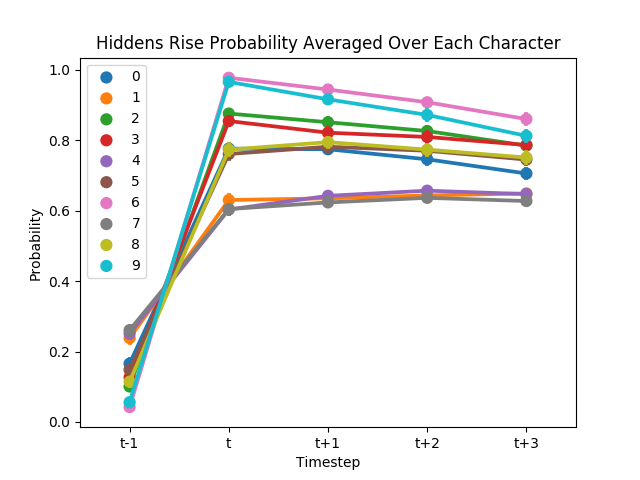 Hiddens Rise Probability Averaged Over Each Character
1.0
0.8
0.6
0.4
0.2
0.0
Probability
0
1
2
3
4
5
6
7
8
9
t-1
t
t+1
t+2
t+3
Timestep